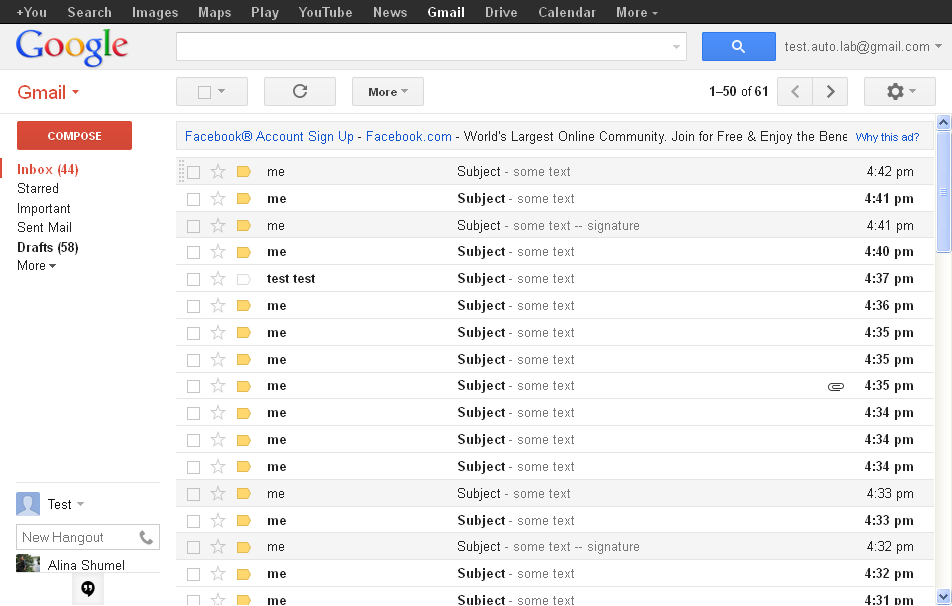 +You Search Images Maps Play YouTube News Gmail Drive Calendar More
Google
test.auto.lab@gmail.com
Gmail
More
1–50 of 61
COMPOSE
Facebook® Account Sign Up - Facebook.com - World's Largest Online Community. Join for Free & Enjoy the Bene Why this ad?
Inbox (44)
Starred
Important
Sent Mail
Drafts (58)
More
me Subject - some text 4:42 pm
me Subject - some text 4:41 pm
me Subject - some text -- signature 4:41 pm
me Subject - some text 4:40 pm
test test Subject - some text 4:37 pm
me Subject - some text 4:36 pm
me Subject - some text 4:35 pm
me Subject - some text 4:35 pm
me Subject - some text 4:35 pm
me Subject - some text 4:34 pm
me Subject - some text 4:34 pm
me Subject - some text 4:34 pm
me Subject - some text 4:33 pm
me Subject - some text 4:33 pm
me Subject - some text -- signature 4:32 pm
me Subject - some text 4:32 pm
me Subject - some text 4:31 pm
Test
New Hangout
Alina Shumel